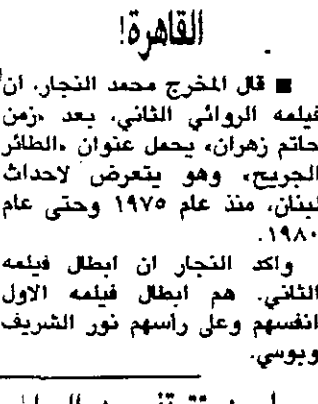 القاهرة!
■ قال المخرج محمد النجار. ان
فيلمه الروائي الثاني، بعد «زمن
حاتم زهران» يحمل عنوان «الطائر
الجريح» وهو يتعرض لاحداث
لبنان، منذ عام ١٩٧٥ وحتى عام
١٩٨٠.
واكد النجار ان ابطال فيلمه
الثاني. هم ابطال فيلمه الاول
انفسهم وعلى رأسهم نور الشريف
وبوسي.